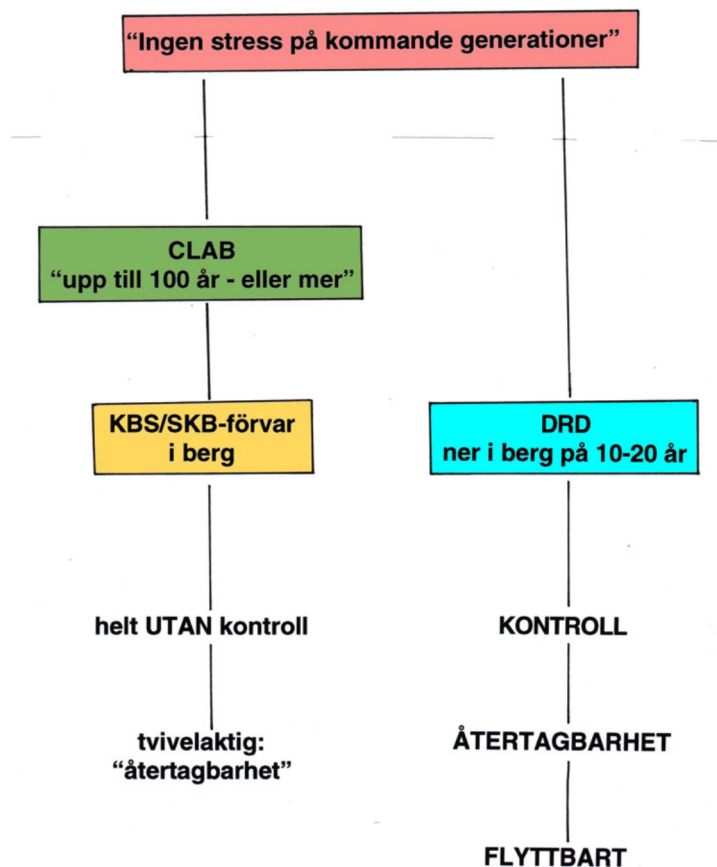 “Ingen stress på kommande generationer”
CLAB
“upp till 100 år - eller mer”
KBS/SKB-förvar
i berg
helt UTAN kontroll
tvivelaktig:
“återtagbarhet”
DRD
ner i berg på 10-20 år
KONTROLL
ÅTERTAGBARHET
FLYTTBART